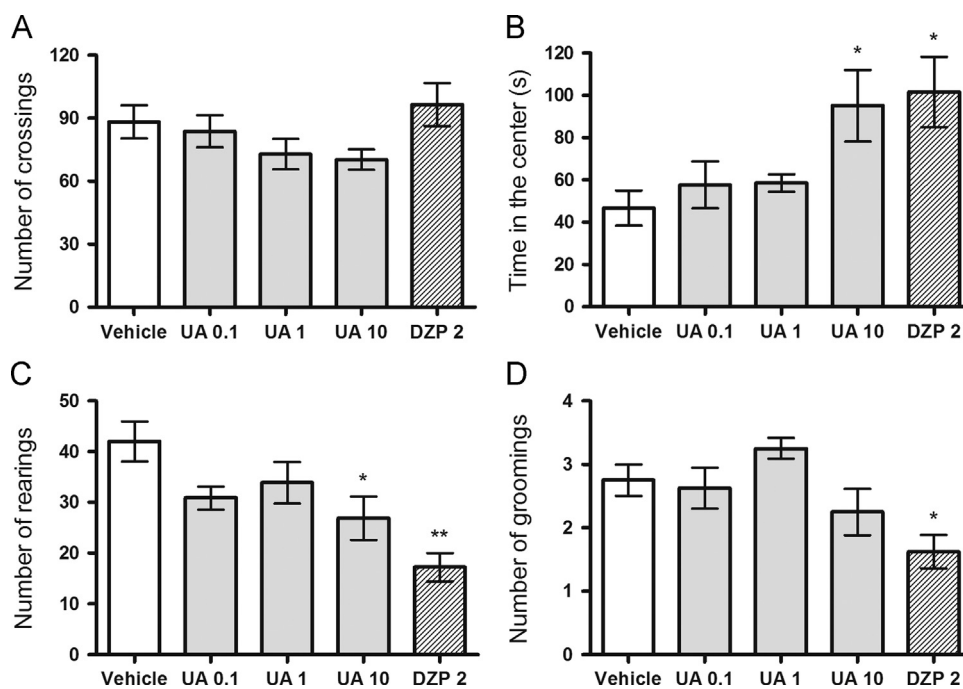 A
Number of crossings
120
90
60
30
0
Vehicle UA 0.1 UA 1 UA 10 DZP 2
B
Time in the center (s)
120
100
80
60
40
20
0
* *
Vehicle UA 0.1 UA 1 UA 10 DZP 2
C
Number of rearings
50
40
30
20
10
0
* **
Vehicle UA 0.1 UA 1 UA 10 DZP 2
D
Number of groomings
4
3
2
1
0
*
Vehicle UA 0.1 UA 1 UA 10 DZP 2